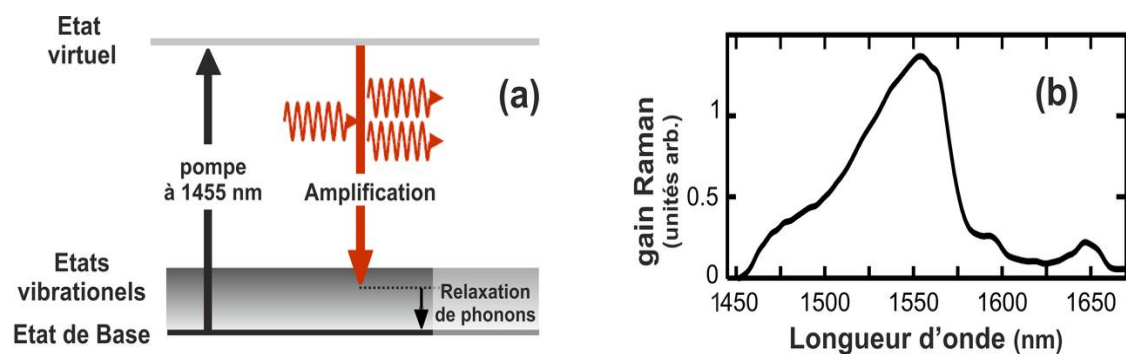 Etat
virtuel
(a)
pompe
à 1455 nm
Amplification
Etats
vibrationels
Relaxation
de phonons
Etat de Base
(b)
gain Raman
(unités arb.)
1
0.5
0
1450 1500 1550 1600 1650
Longueur d'onde (nm)